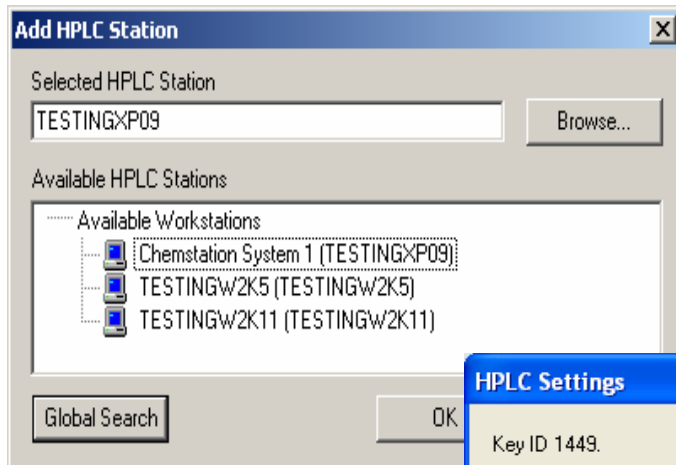 Add HPLC Station
Selected HPLC Station
TESTINGXP09
Browse...
Available HPLC Stations
Available Workstations
Chemstation System 1 (TESTINGXP09)
TESTINGW2K5 (TESTINGW2K5)
TESTINGW2K11 (TESTINGW2K11)
Global Search
OK
HPLC Settings
Key ID 1449.